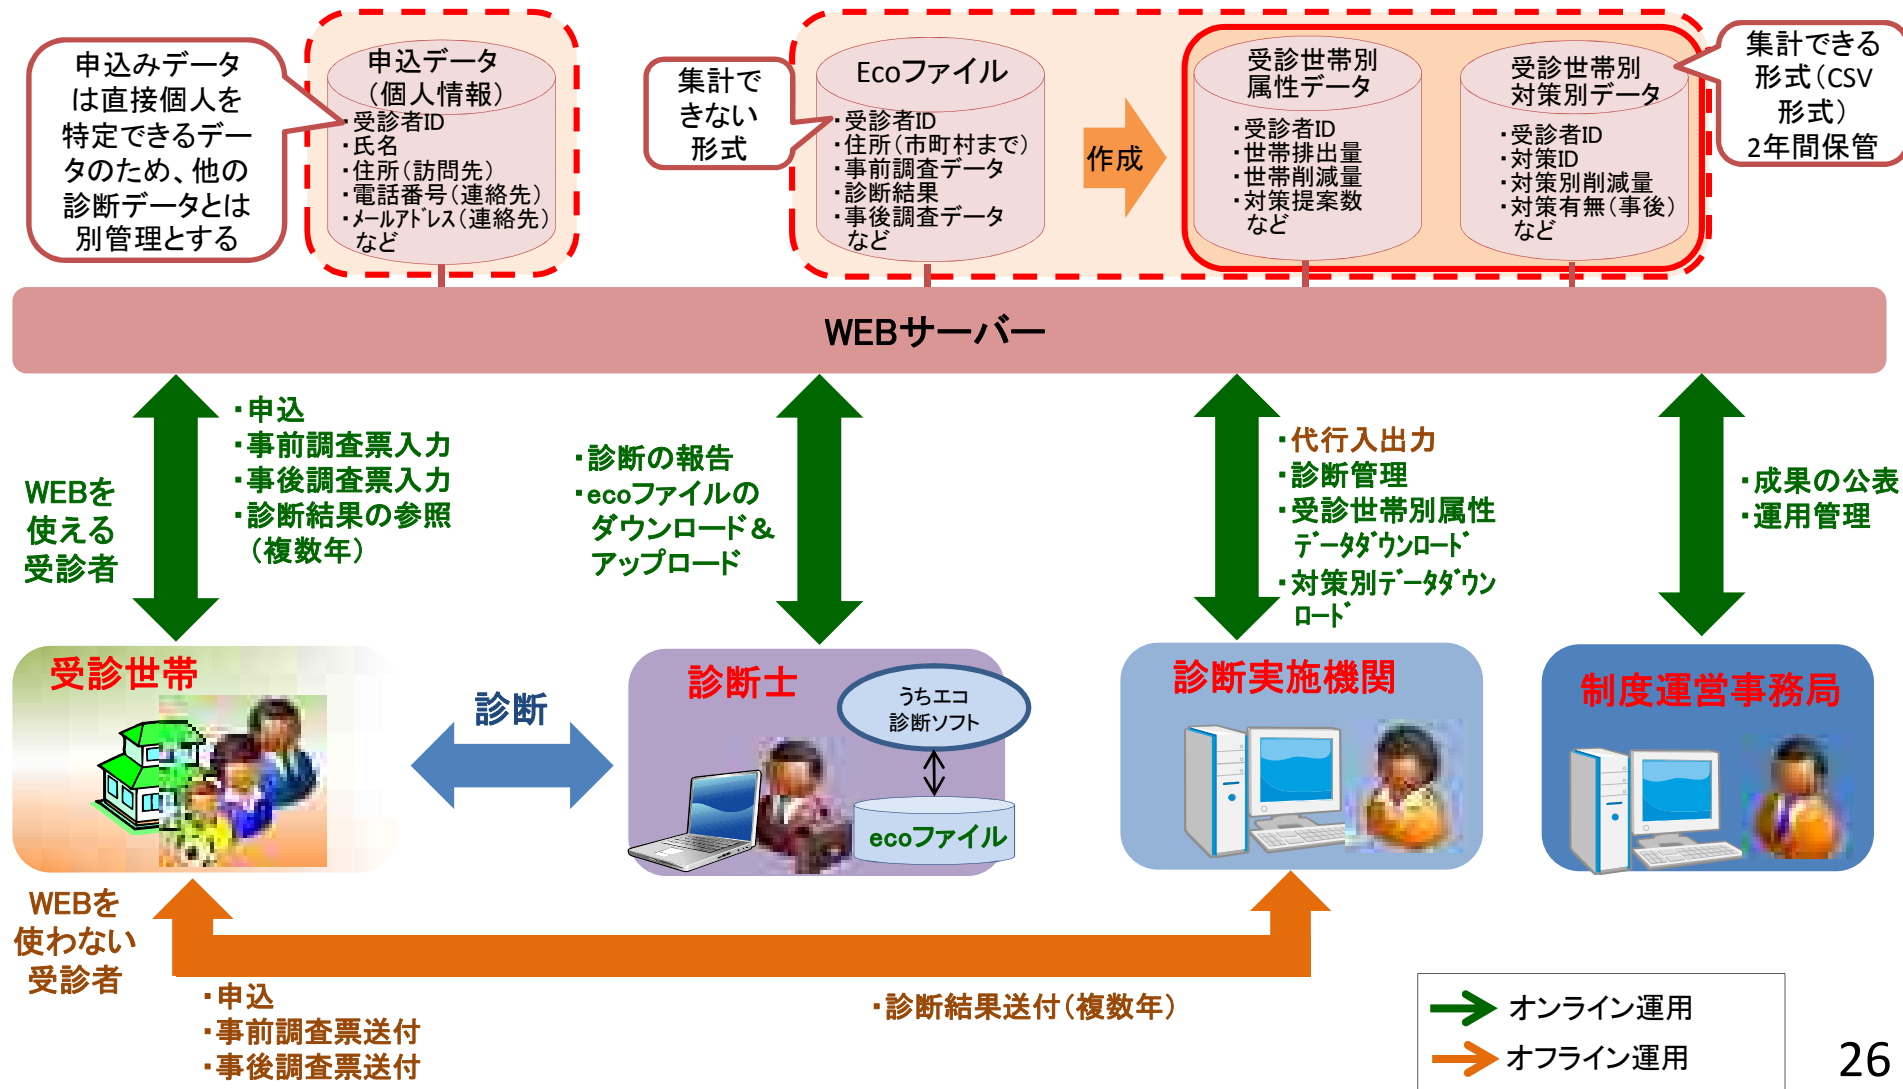 申込みデータ
は直接個人を
特定できるデー
タのため、他の
診断データとは
別管理とする
申込データ
（個人情報）
・受診者ID
・氏名
・住所（訪問先）
・電話番号（連絡先）
・ﾒｰﾙｱﾄﾞﾚｽ（連絡先）
など
集計で
きない
形式
Ecoファイル
・受診者ID
・住所（市町村まで）
・事前調査データ
・診断結果
・事後調査データ
など
作成
受診世帯別
属性データ
・受診者ID
・世帯排出量
・世帯削減量
・対策提案数
など
受診世帯別
対策別データ
・受診者ID
・対策ID
・対策別削減量
・対策有無（事後）
など
集計できる
形式（CSV
形式）
2年間保管
WEBサーバー
WEBを
使える
受診者
・申込
・事前調査票入力
・事後調査票入力
・診断結果の参照
（複数年）
・診断の報告
・ecoファイルの
ダウンロード＆
アップロード
・代行入出力
・診断管理
・受診世帯別属性
ﾃﾞｰﾀﾀﾞｳﾝﾛｰﾄﾞ
・対策別ﾃﾞｰﾀﾀﾞｳﾝ
ﾛｰﾄﾞ
・成果の公表
・運用管理
受診世帯
診断
診断士
うちエコ
診断ソフト
ecoファイル
診断実施機関
制度運営事務局
WEBを
使わない
受診者
・申込
・事前調査票送付
・事後調査票送付
・診断結果送付（複数年）
オンライン運用
オフライン運用
26